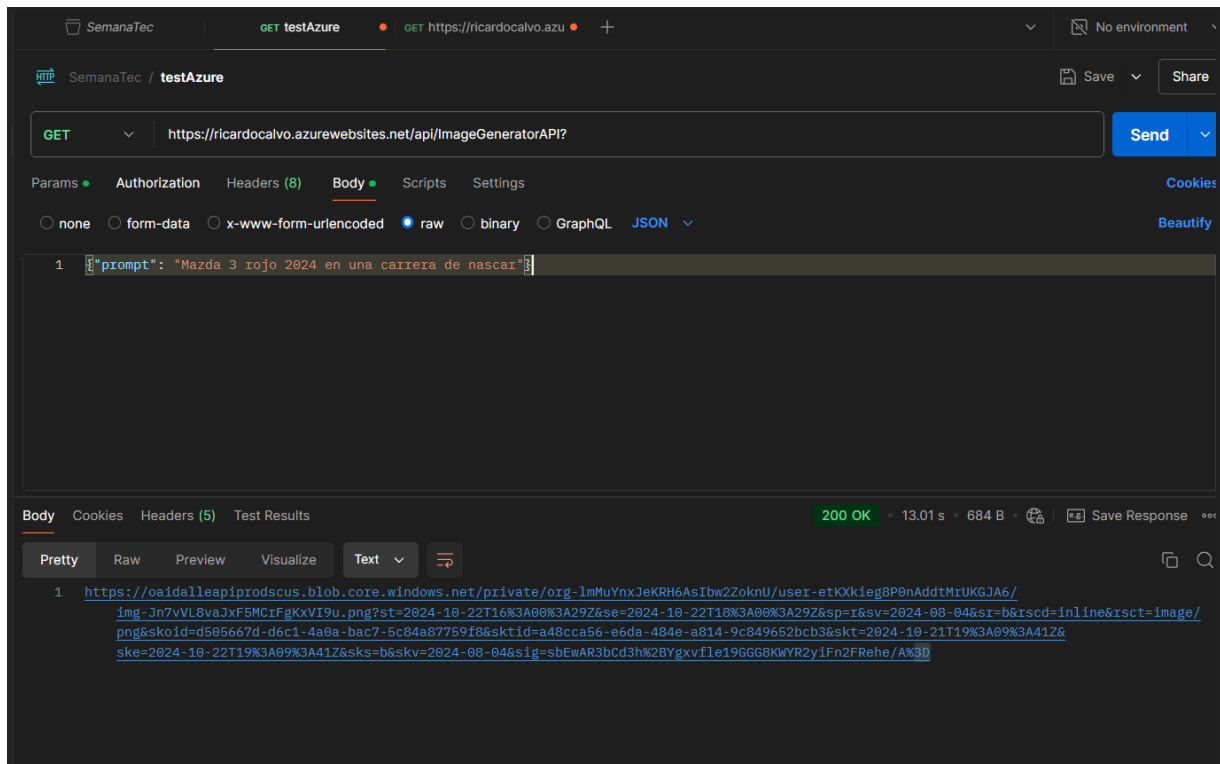 SemanaTec GET testAzure GET https://ricardocalvo.azu No environment
HTTP SemanaTec / testAzure Save Share
GET https://ricardocalvo.azurewebsites.net/api/ImageGeneratorAPI? Send
Params Authorization Headers (8) Body Scripts Settings Cookies
none form-data x-www-form-urlencoded raw binary GraphQL JSON Beautify
1 {"prompt": "Mazda 3 rojo 2024 en una carrera de nascar"}
Body Cookies Headers (5) Test Results 200 OK 13.01 s 684 B e.g. Save Response
Pretty Raw Preview Visualize Text
1 https://oaidalleapiprodscus.blob.core.windows.net/private/org-lmMuYnxJeKRH6AsIbw2ZoknU/user-etKXkieg8P0nAddtMrUKGJA6/
img-Jn7vVL8vaJxF5MCrFgKxVI9u.png?st=2024-10-22T16%3A00%3A29Z&se=2024-10-22T18%3A00%3A29Z&sp=r&sv=2024-08-04&sr=b&rscd=inline&rsct=image/
png&skoid=d505667d-d6c1-4a0a-bac7-5c84a87759f8&sktid=a48cca56-e6da-484e-a814-9c849652bcb3&skt=2024-10-21T19%3A09%3A41Z&
ske=2024-10-22T19%3A09%3A41Z&sks=b&skv=2024-08-04&sig=sbEwAR3bCd3h%2BYgxvfle19GGG8KWYR2yiFn2FRehe/A%3D